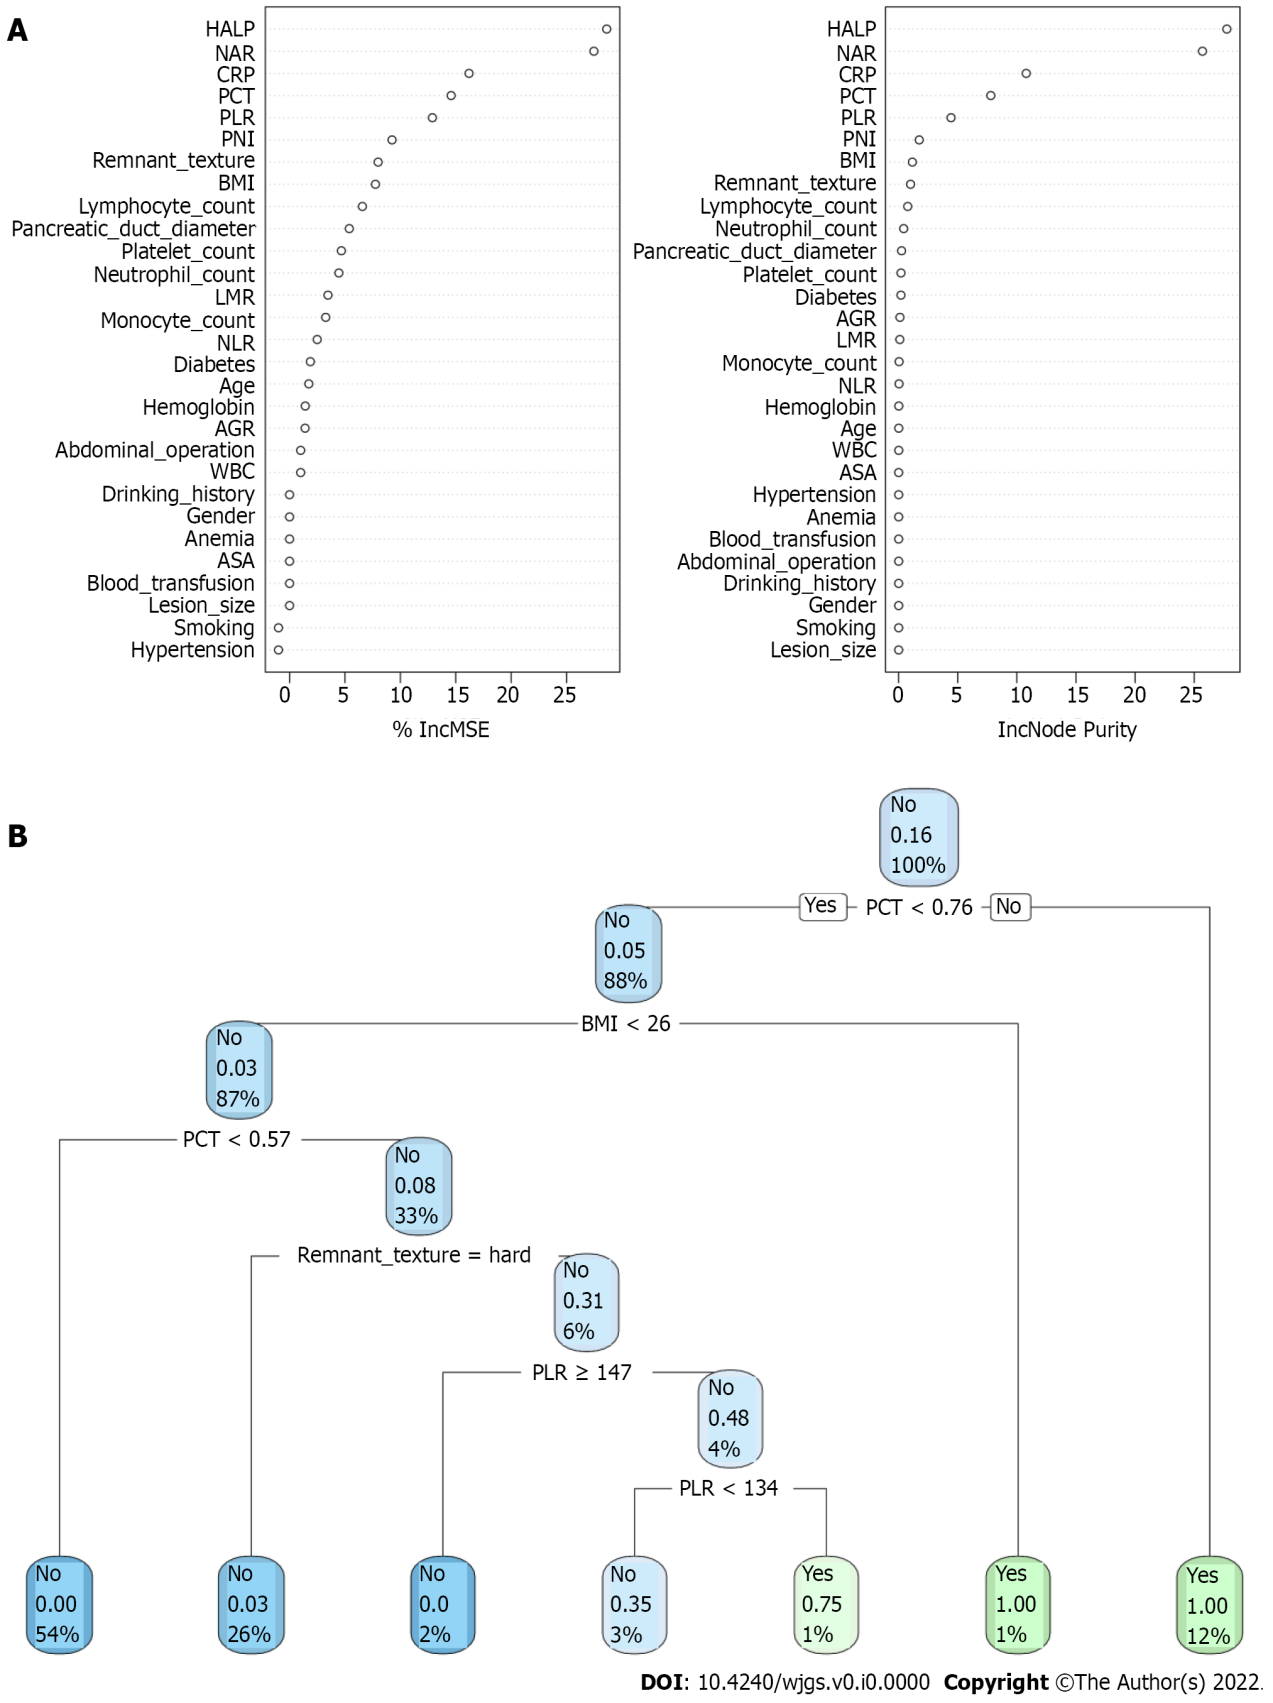 A
HALP
NAR
CRP
PCT
PLR
PNI
Remnant_texture
BMI
Lymphocyte_count
Pancreatic_duct_diameter
Platelet_count
Neutrophil_count
LMR
Monocyte_count
NLR
Diabetes
Age
Hemoglobin
AGR
Abdominal_operation
WBC
Drinking_history
Gender
Anemia
ASA
Blood_transfusion
Lesion_size
Smoking
Hypertension
0 5 10 15 20 25
% IncMSE
HALP
NAR
CRP
PCT
PLR
PNI
BMI
Remnant_texture
Lymphocyte_count
Neutrophil_count
Pancreatic_duct_diameter
Platelet_count
Diabetes
AGR
LMR
Monocyte_count
NLR
Hemoglobin
Age
WBC
ASA
Hypertension
Anemia
Blood_transfusion
Abdominal_operation
Drinking_history
Gender
Smoking
Lesion_size
0 5 10 15 20 25
IncNode Purity
B
No
0.16
100%
Yes PCT < 0.76 No
No
0.05
88%
BMI < 26
No
0.03
87%
PCT < 0.57
No
0.08
33%
Remnant_texture = hard
No
0.31
6%
PLR ≥ 147
No
0.48
4%
PLR < 134
No
0.00
54%
No
0.03
26%
No
0.0
2%
No
0.35
3%
Yes
0.75
1%
Yes
1.00
1%
Yes
1.00
12%
DOI: 10.4240/wjgs.v0.i0.0000 Copyright ©The Author(s) 2022.